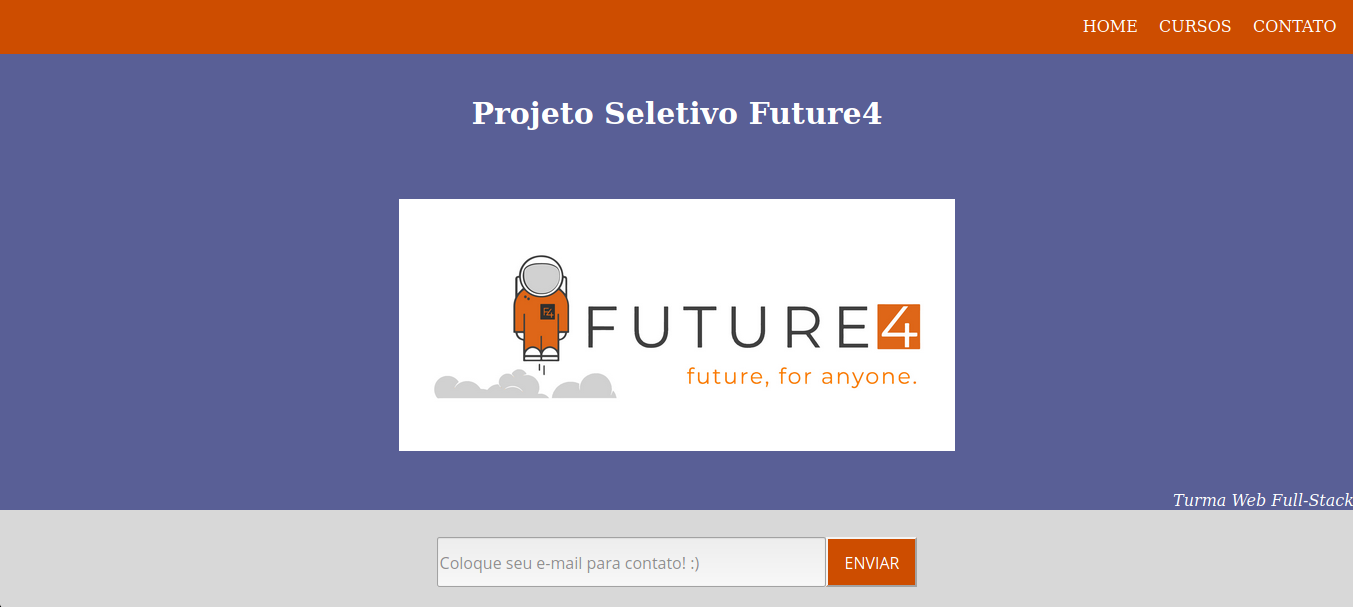 HOME CURSOS CONTATO
Projeto Seletivo Future4
F4
FUTURE4
future, for anyone.
Turma Web Full-Stack
Coloque seu e-mail para contato! :) ENVIAR